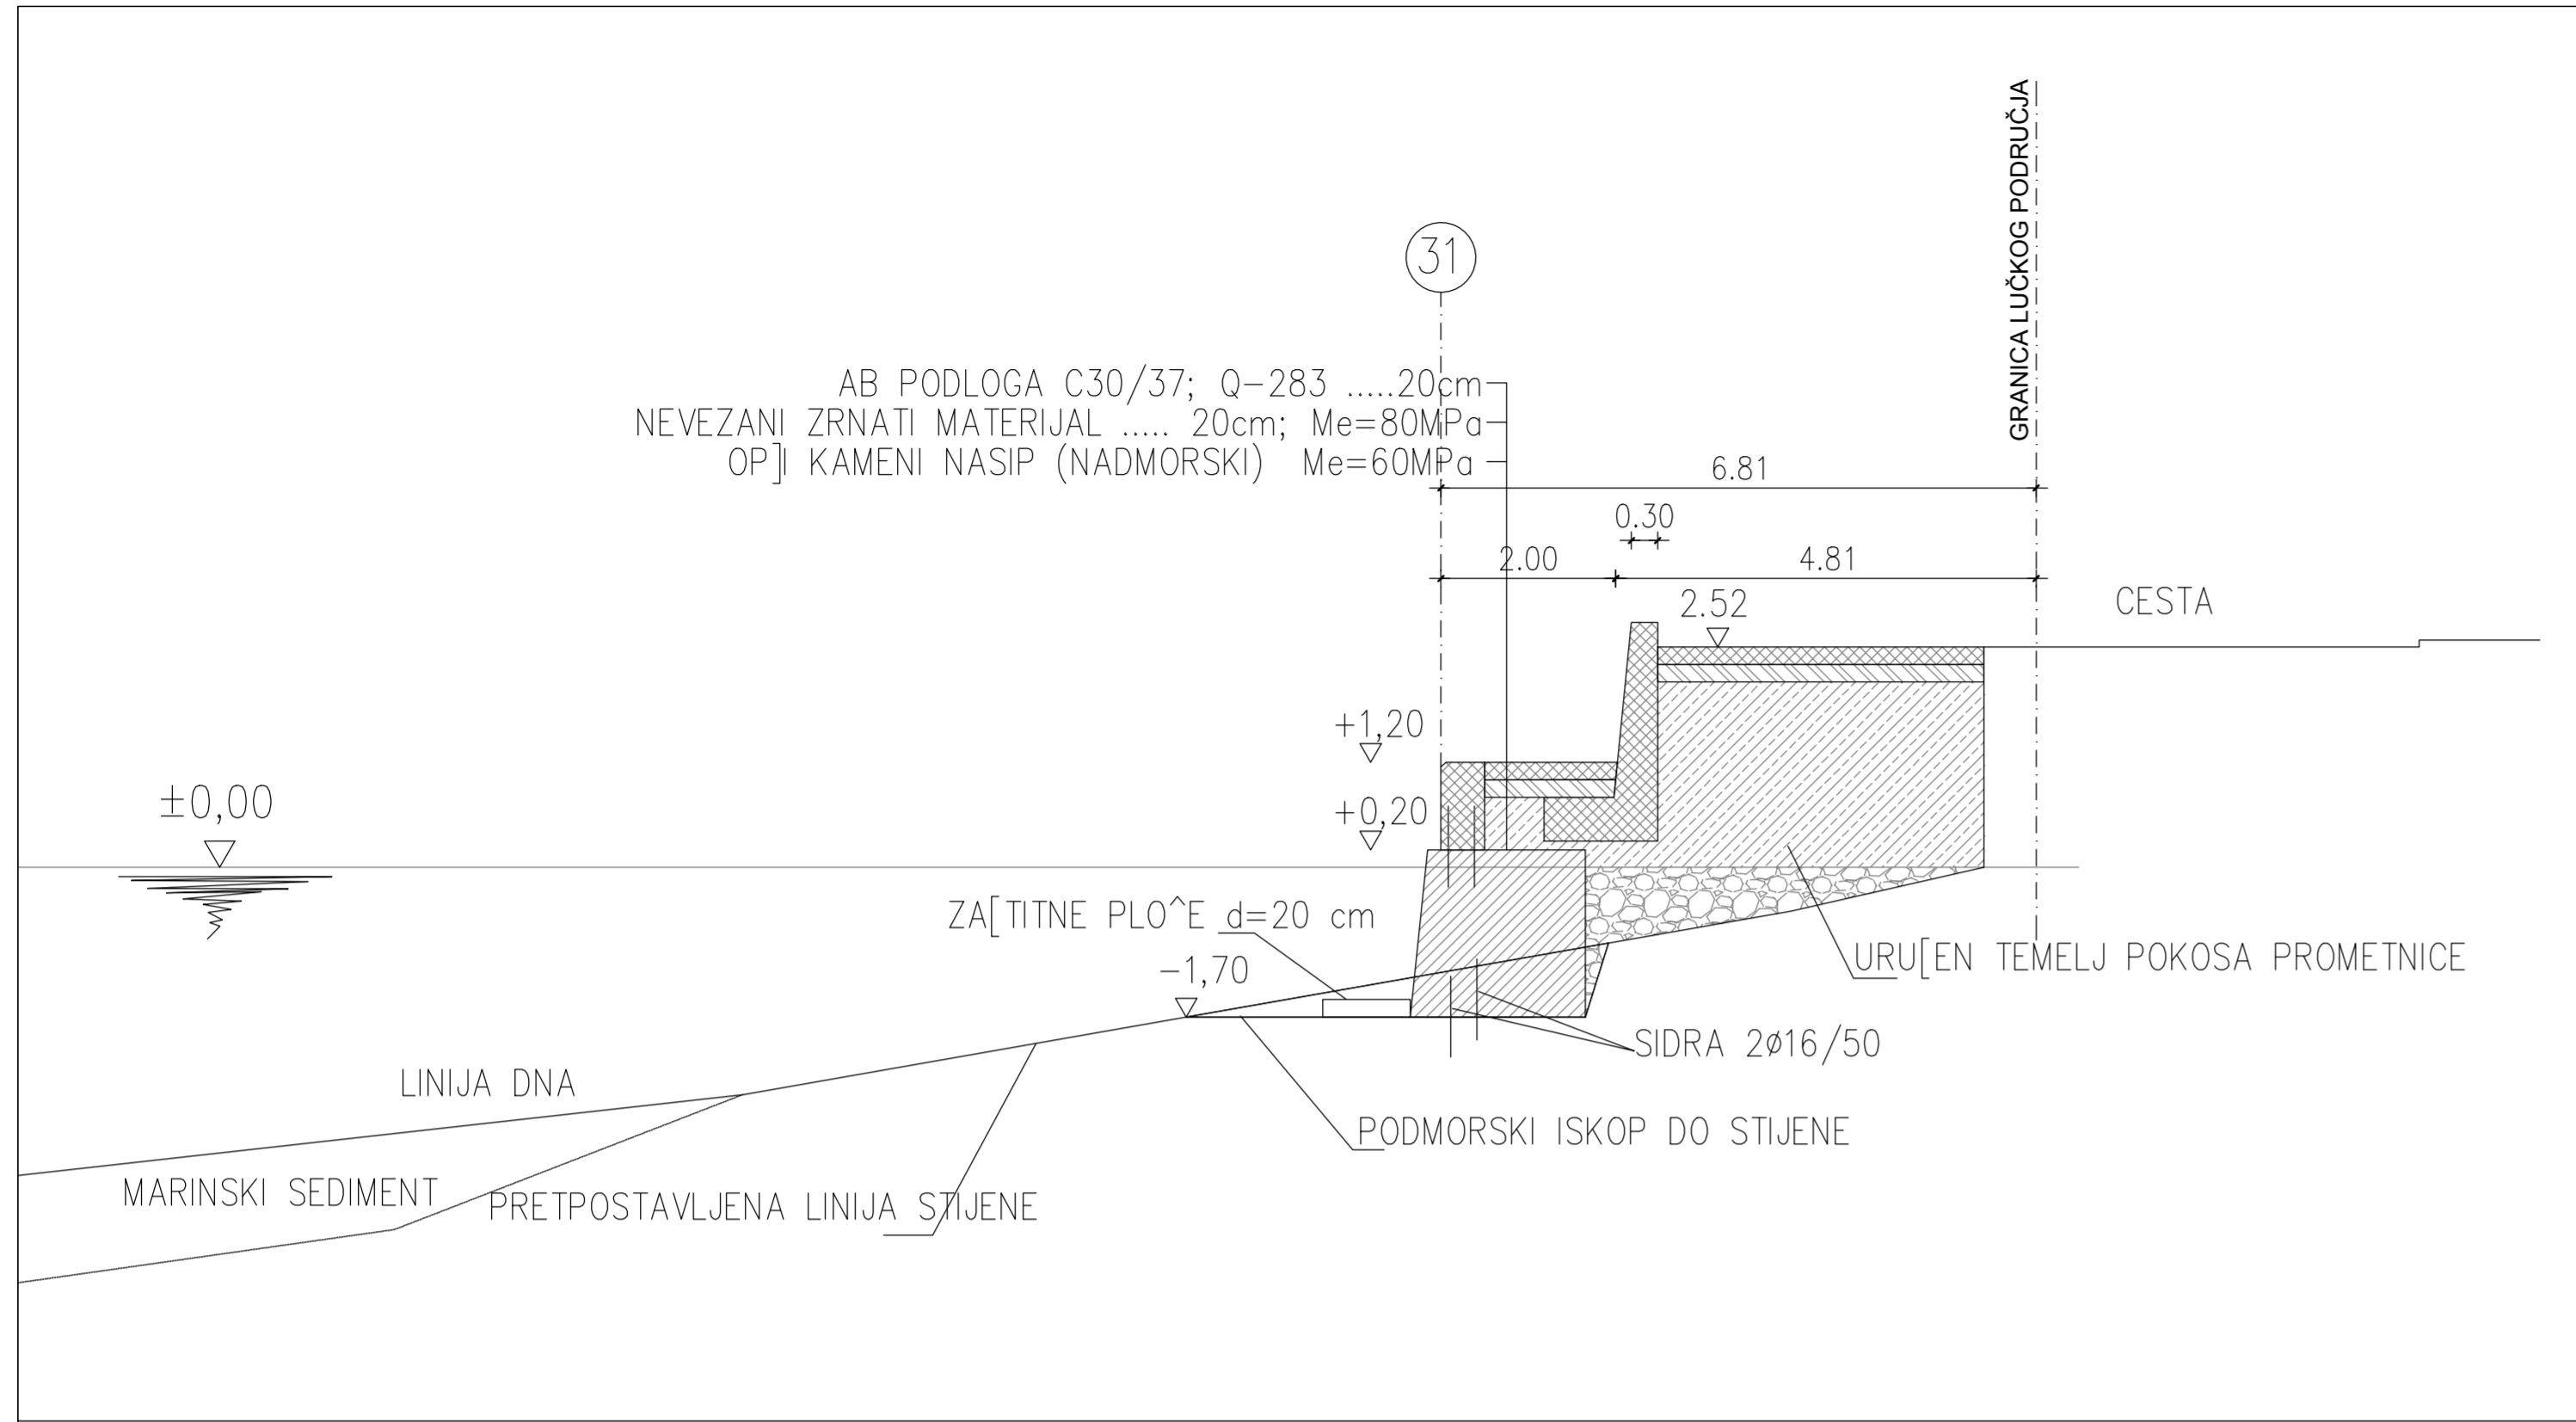 GRANICA LUČKOG PODRUČJA
31
AB PODLOGA C30/37; Q-283 .....20cm
NEVEZANI ZRNATI MATERIJAL ..... 20cm; Me=80MPa
OP]I KAMENI NASIP (NADMORSKI) Me=60MPa
6.81
0.30
2.00
4.81
2.52
CESTA
+1,20
±0,00
+0,20
ZA[TITNE PLO^E d=20 cm
-1,70
URU[EN TEMELJ POKOSA PROMETNICE
SIDRA 2ø16/50
LINIJA DNA
PODMORSKI ISKOP DO STIJENE
MARINSKI SEDIMENT
PRETPOSTAVLJENA LINIJA STIJENE